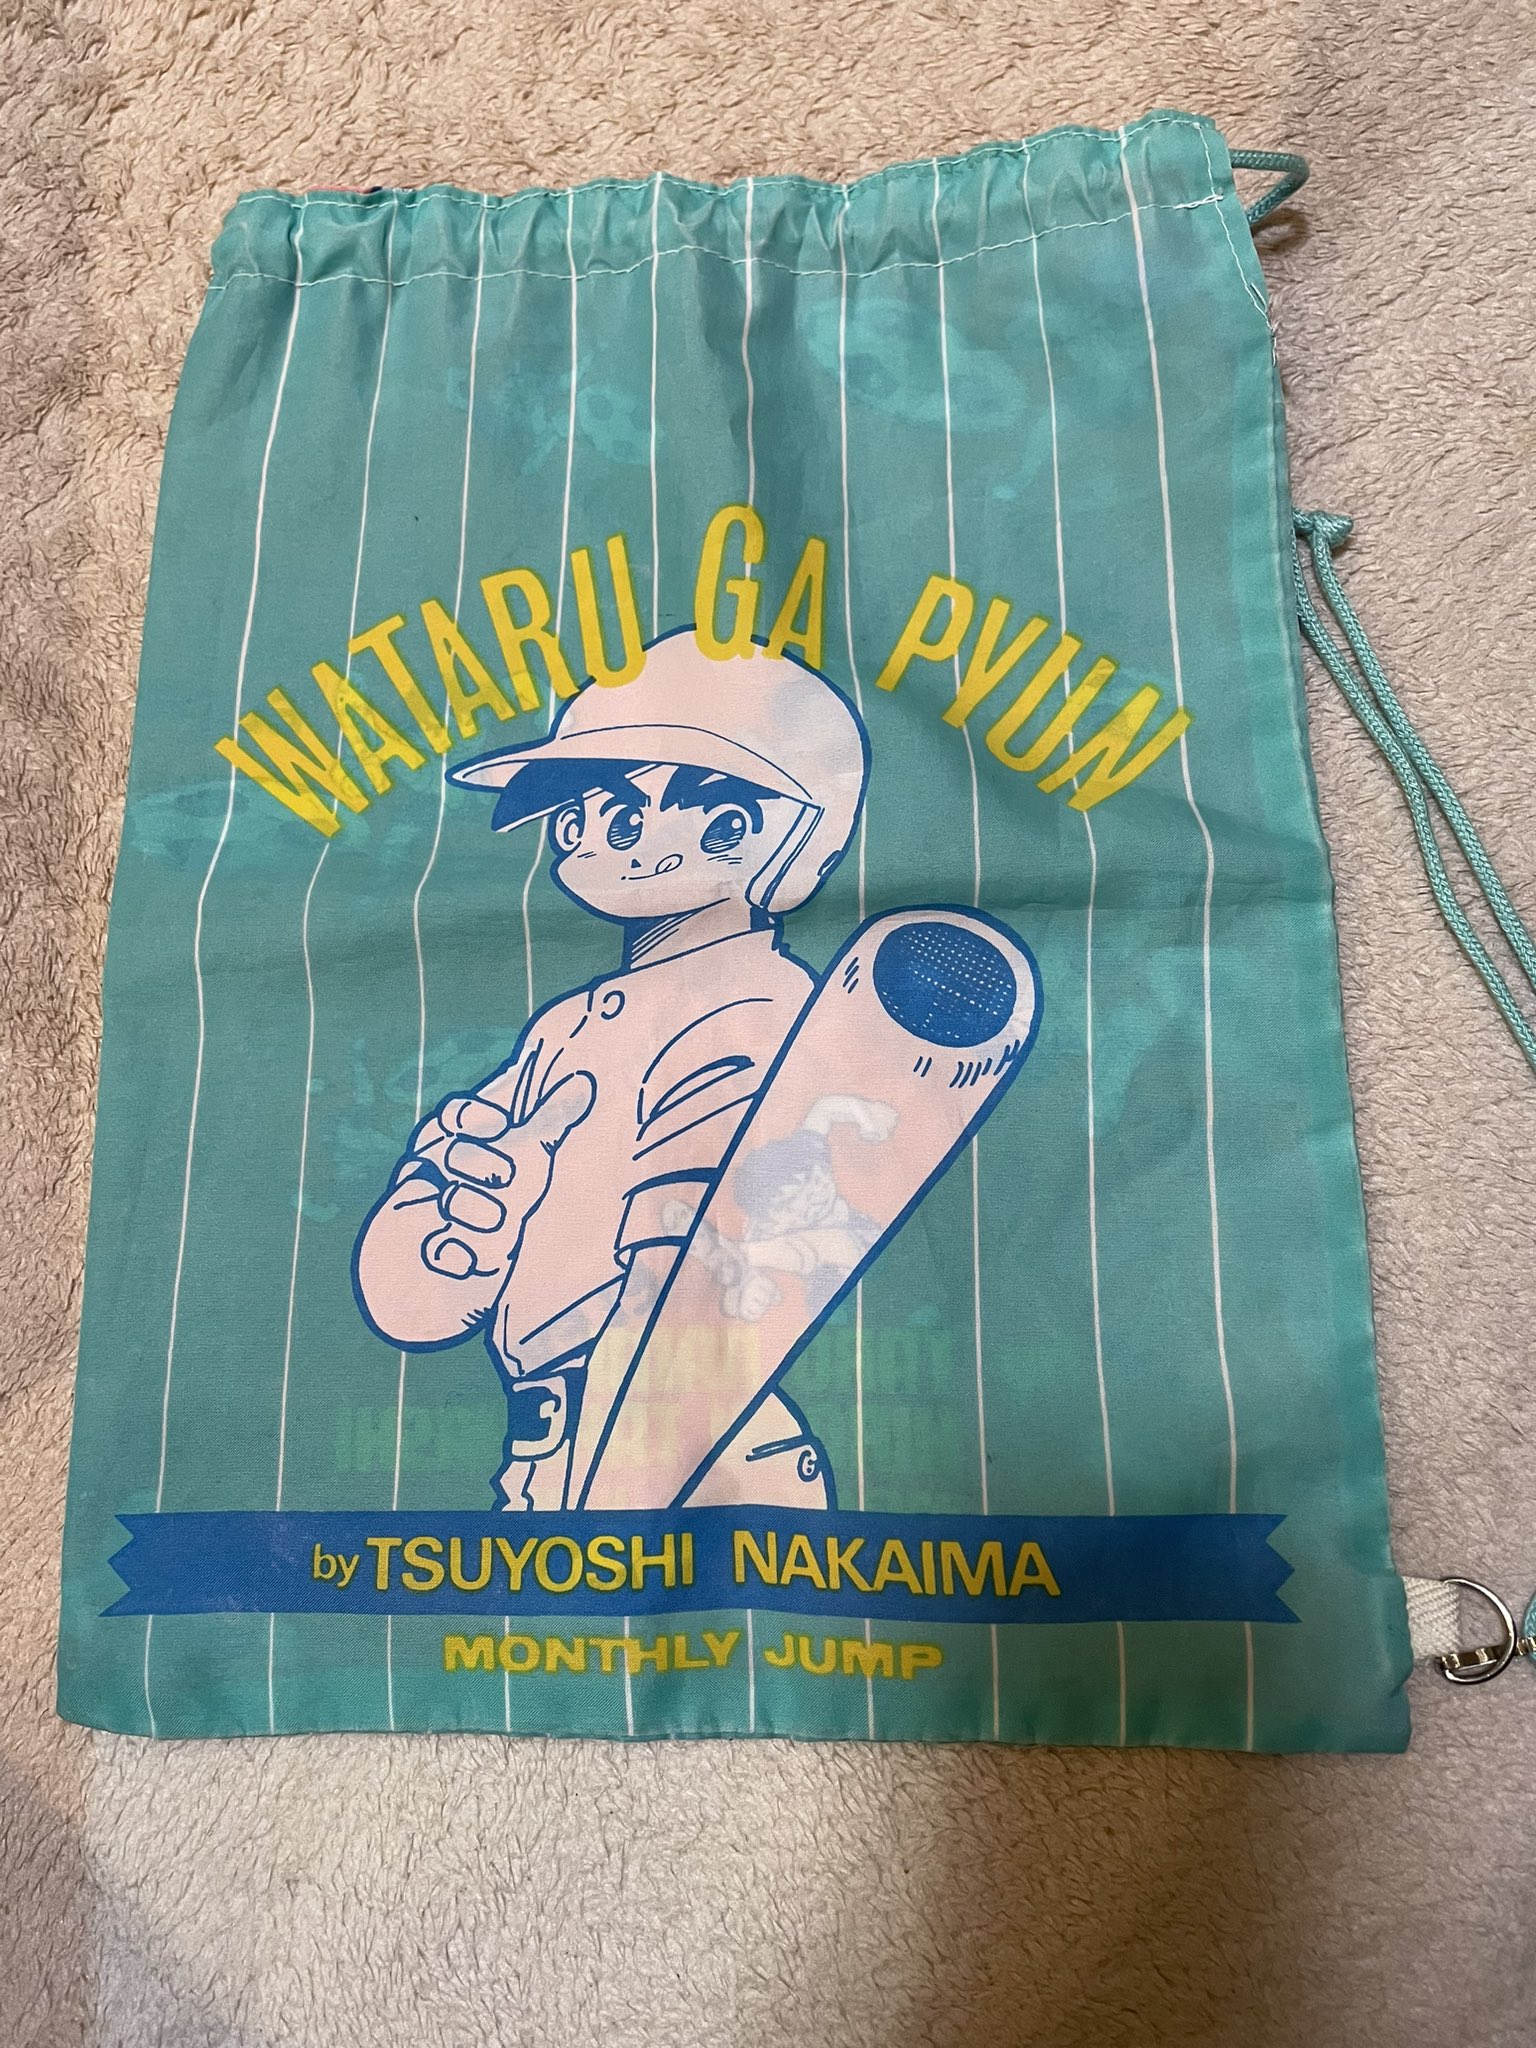 WATARU GA PYUN
by TSUYOSHI NAKAIMA
MONTHLY JUMP
G